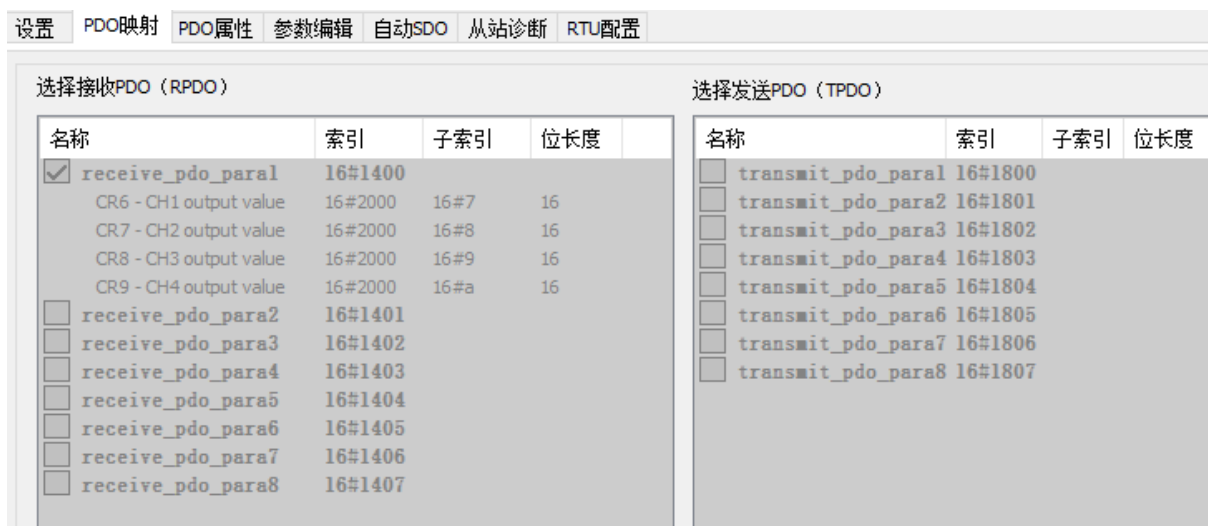 设置 PDO映射 PDO属性 参数编辑 自动SDO 从站诊断 RTU配置
选择接收PDO（RPDO）
名称 索引 子索引 位长度
receive_pdo_para1 16#1400
CR6 - CH1 output value 16#2000 16#7 16
CR7 - CH2 output value 16#2000 16#8 16
CR8 - CH3 output value 16#2000 16#9 16
CR9 - CH4 output value 16#2000 16#a 16
receive_pdo_para2 16#1401
receive_pdo_para3 16#1402
receive_pdo_para4 16#1403
receive_pdo_para5 16#1404
receive_pdo_para6 16#1405
receive_pdo_para7 16#1406
receive_pdo_para8 16#1407
选择发送PDO（TPDO）
名称 索引 子索引 位长度
transmit_pdo_para1 16#1800
transmit_pdo_para2 16#1801
transmit_pdo_para3 16#1802
transmit_pdo_para4 16#1803
transmit_pdo_para5 16#1804
transmit_pdo_para6 16#1805
transmit_pdo_para7 16#1806
transmit_pdo_para8 16#1807